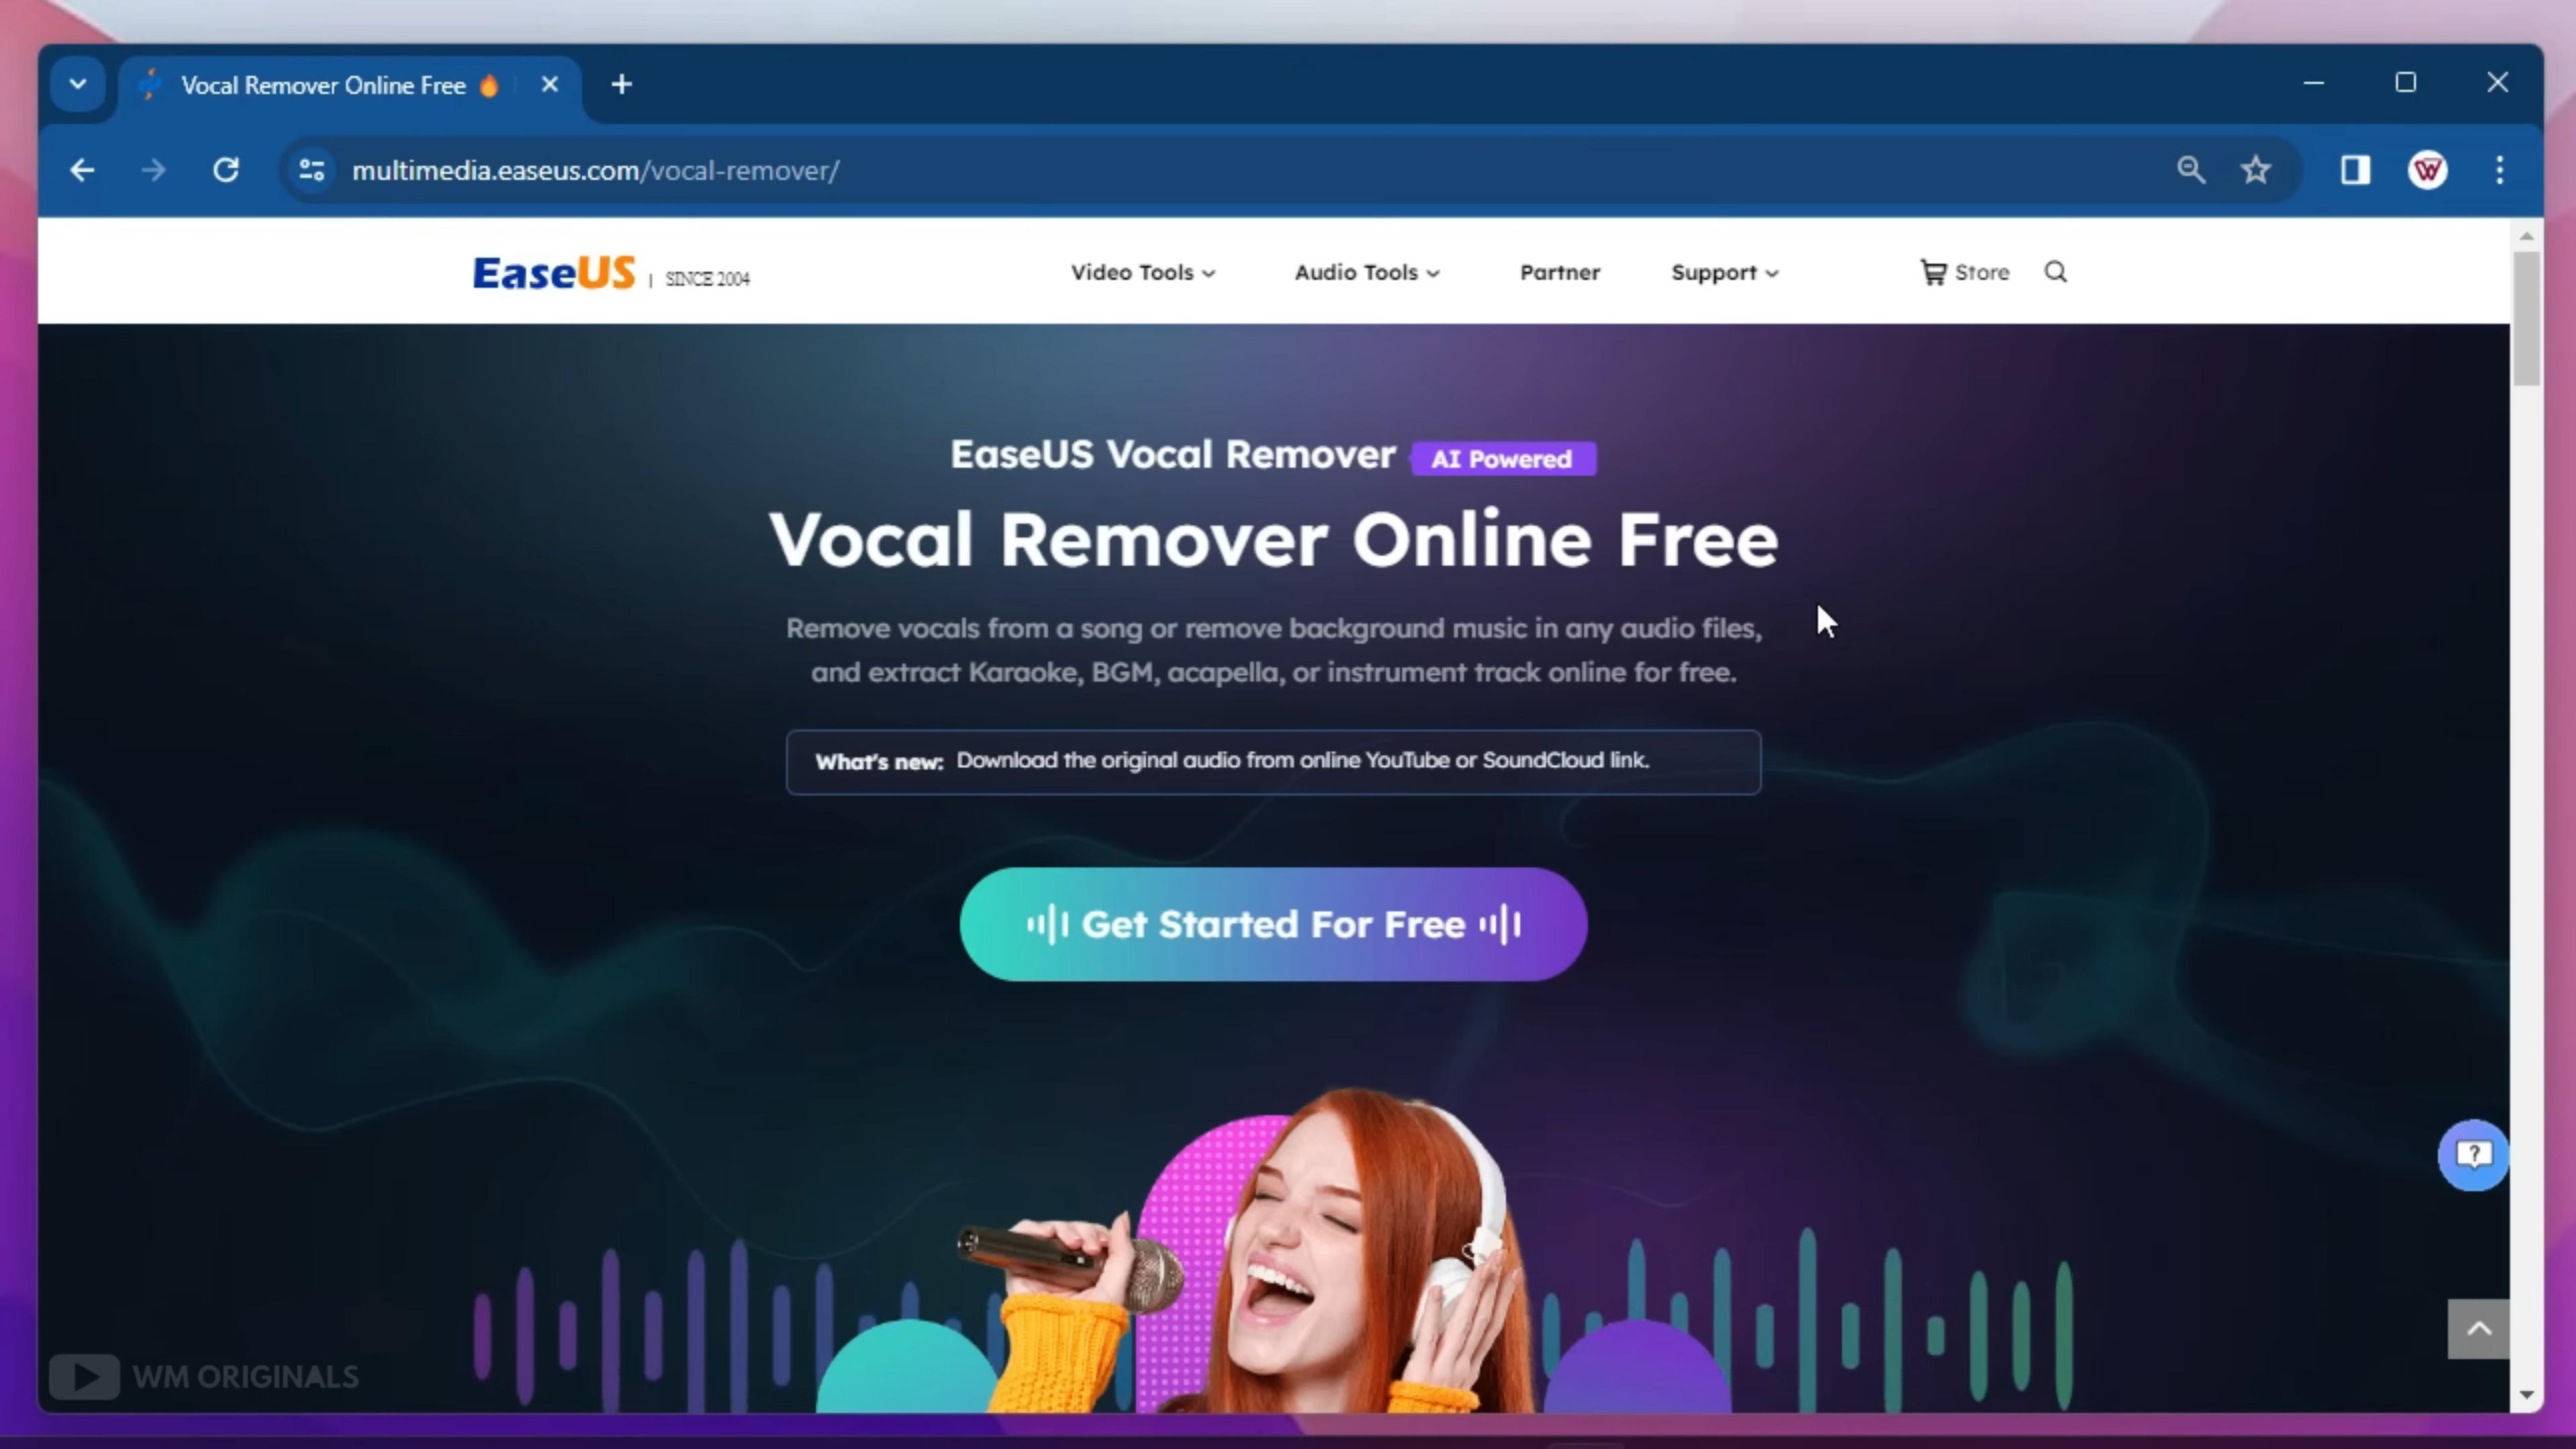 Vocal Remover Online Free 🔥
multimedia.easeus.com/vocal-remover/
EaseUS | SINCE 2004
Video Tools
Audio Tools
Partner
Support
Store
EaseUS Vocal Remover
AI Powered
Vocal Remover Online Free
Remove vocals from a song or remove background music in any audio files,
and extract Karaoke, BGM, acapella, or instrument track online for free.
What's new: Download the original audio from online YouTube or SoundCloud link.
Get Started For Free
?
WM ORIGINALS